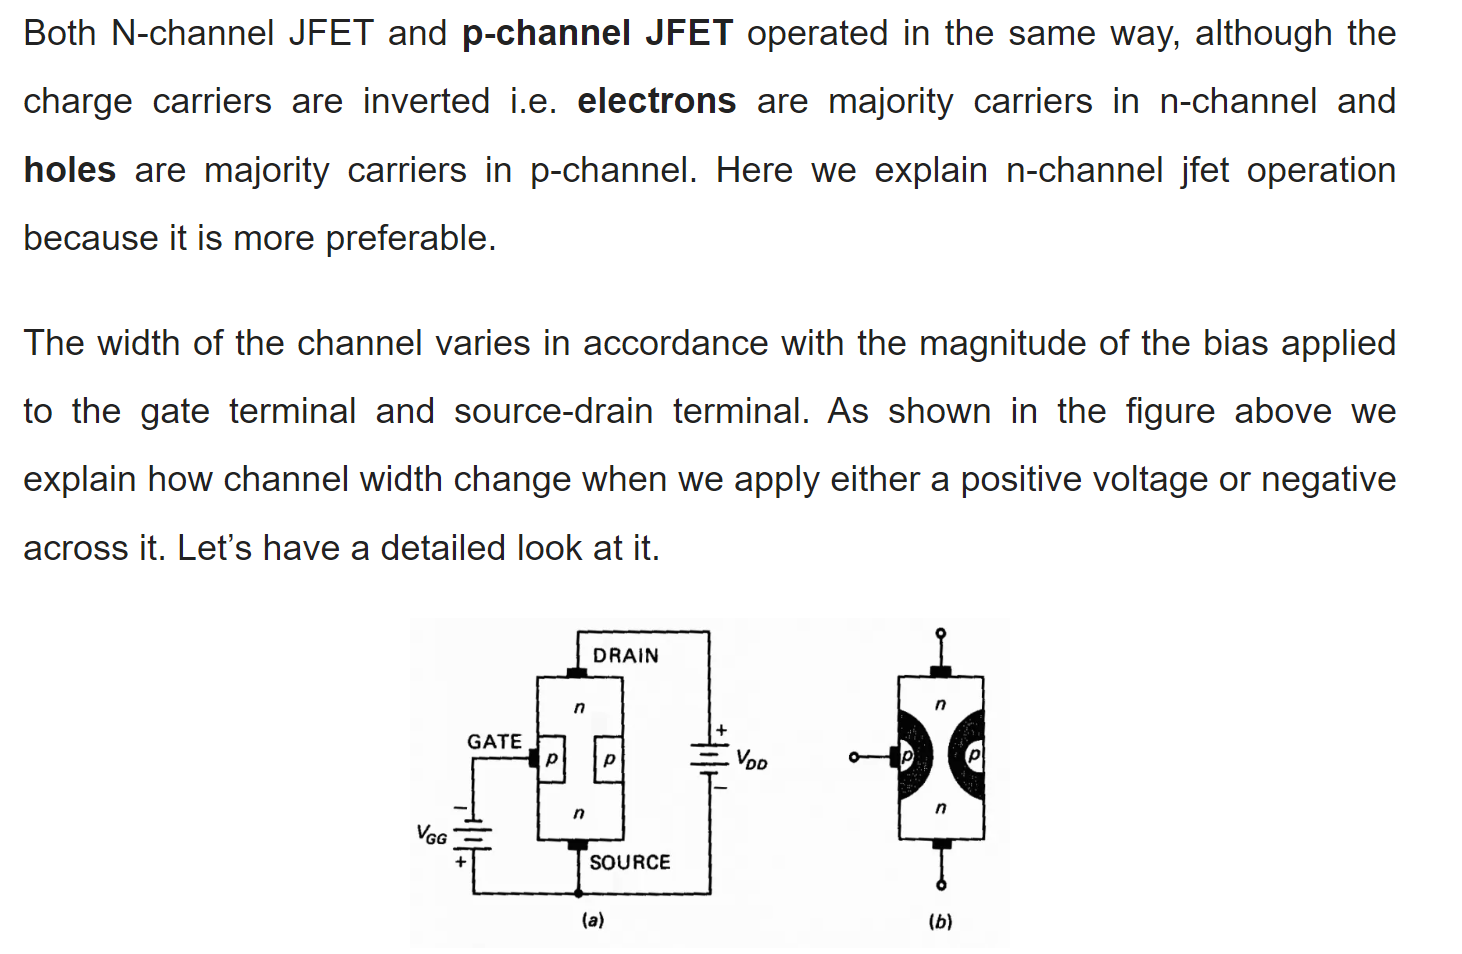 Both N-channel JFET and p-channel JFET operated in the same way, although the
charge carriers are inverted i.e. electrons are majority carriers in n-channel and
holes are majority carriers in p-channel. Here we explain n-channel jfet operation
because it is more preferable.
The width of the channel varies in accordance with the magnitude of the bias applied
to the gate terminal and source-drain terminal. As shown in the figure above we
explain how channel width change when we apply either a positive voltage or negative
across it. Let’s have a detailed look at it.
DRAIN
n
GATE
p
p
n
VGG
−
+
SOURCE
+
VDD
−
(a)
n
p
p
n
(b)